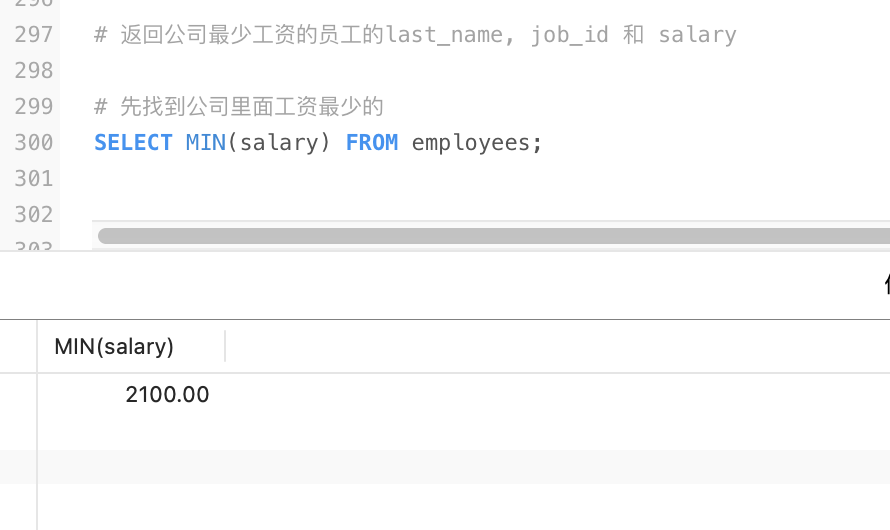 297 # 返回公司最少工资的员工的last_name, job_id 和 salary
298
299 # 先找到公司里面工资最少的
300 SELECT MIN(salary) FROM employees;
301
302
MIN(salary)
2100.00